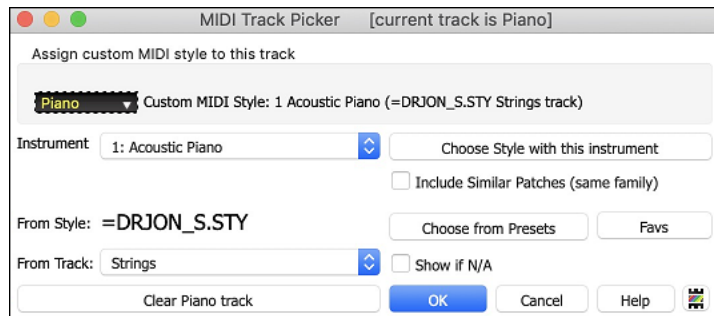 MIDI Track Picker [current track is Piano]
Assign custom MIDI style to this track
Piano Custom MIDI Style: 1 Acoustic Piano (=DRJON_S.STY Strings track)
Instrument 1: Acoustic Piano Choose Style with this instrument
Include Similar Patches (same family)
From Style: =DRJON_S.STY Choose from Presets Favs
From Track: Strings Show if N/A
Clear Piano track OK Cancel Help